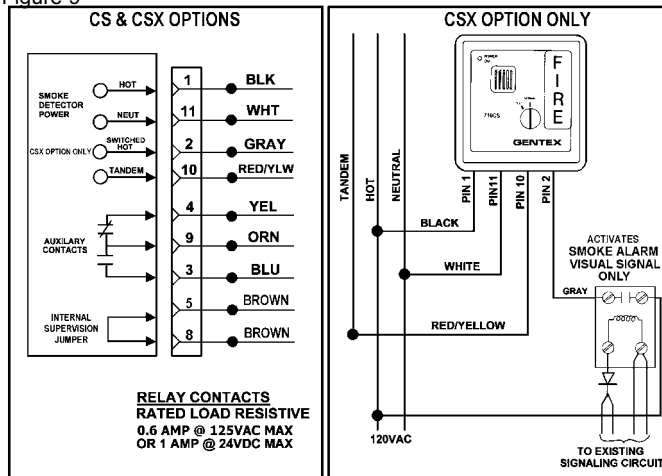 Figure 9
CS & CSX OPTIONS
SMOKE
DETECTOR
POWER
HOT
1
BLK
NEUT
11
WHT
CSX OPTION ONLY
SWITCHED
HOT
2
GRAY
TANDEM
10
RED/YLW
AUXILARY
CONTACTS
4
YEL
9
ORN
3
BLU
INTERNAL
SUPERVISION
JUMPER
5
BROWN
8
BROWN
RELAY CONTACTS
RATED LOAD RESISTIVE
0.6 AMP @ 125VAC MAX
OR 1 AMP @ 24VDC MAX
CSX OPTION ONLY
POWER
ON
FIRE
710CS
GENTEX
TANDEM
HOT
NEUTRAL
PIN 1
PIN11
PIN 10
PIN 2
BLACK
WHITE
RED/YELLOW
GRAY
ACTIVATES
SMOKE ALARM
VISUAL SIGNAL
ONLY
120VAC
TO EXISTING
SIGNALING CIRCUIT